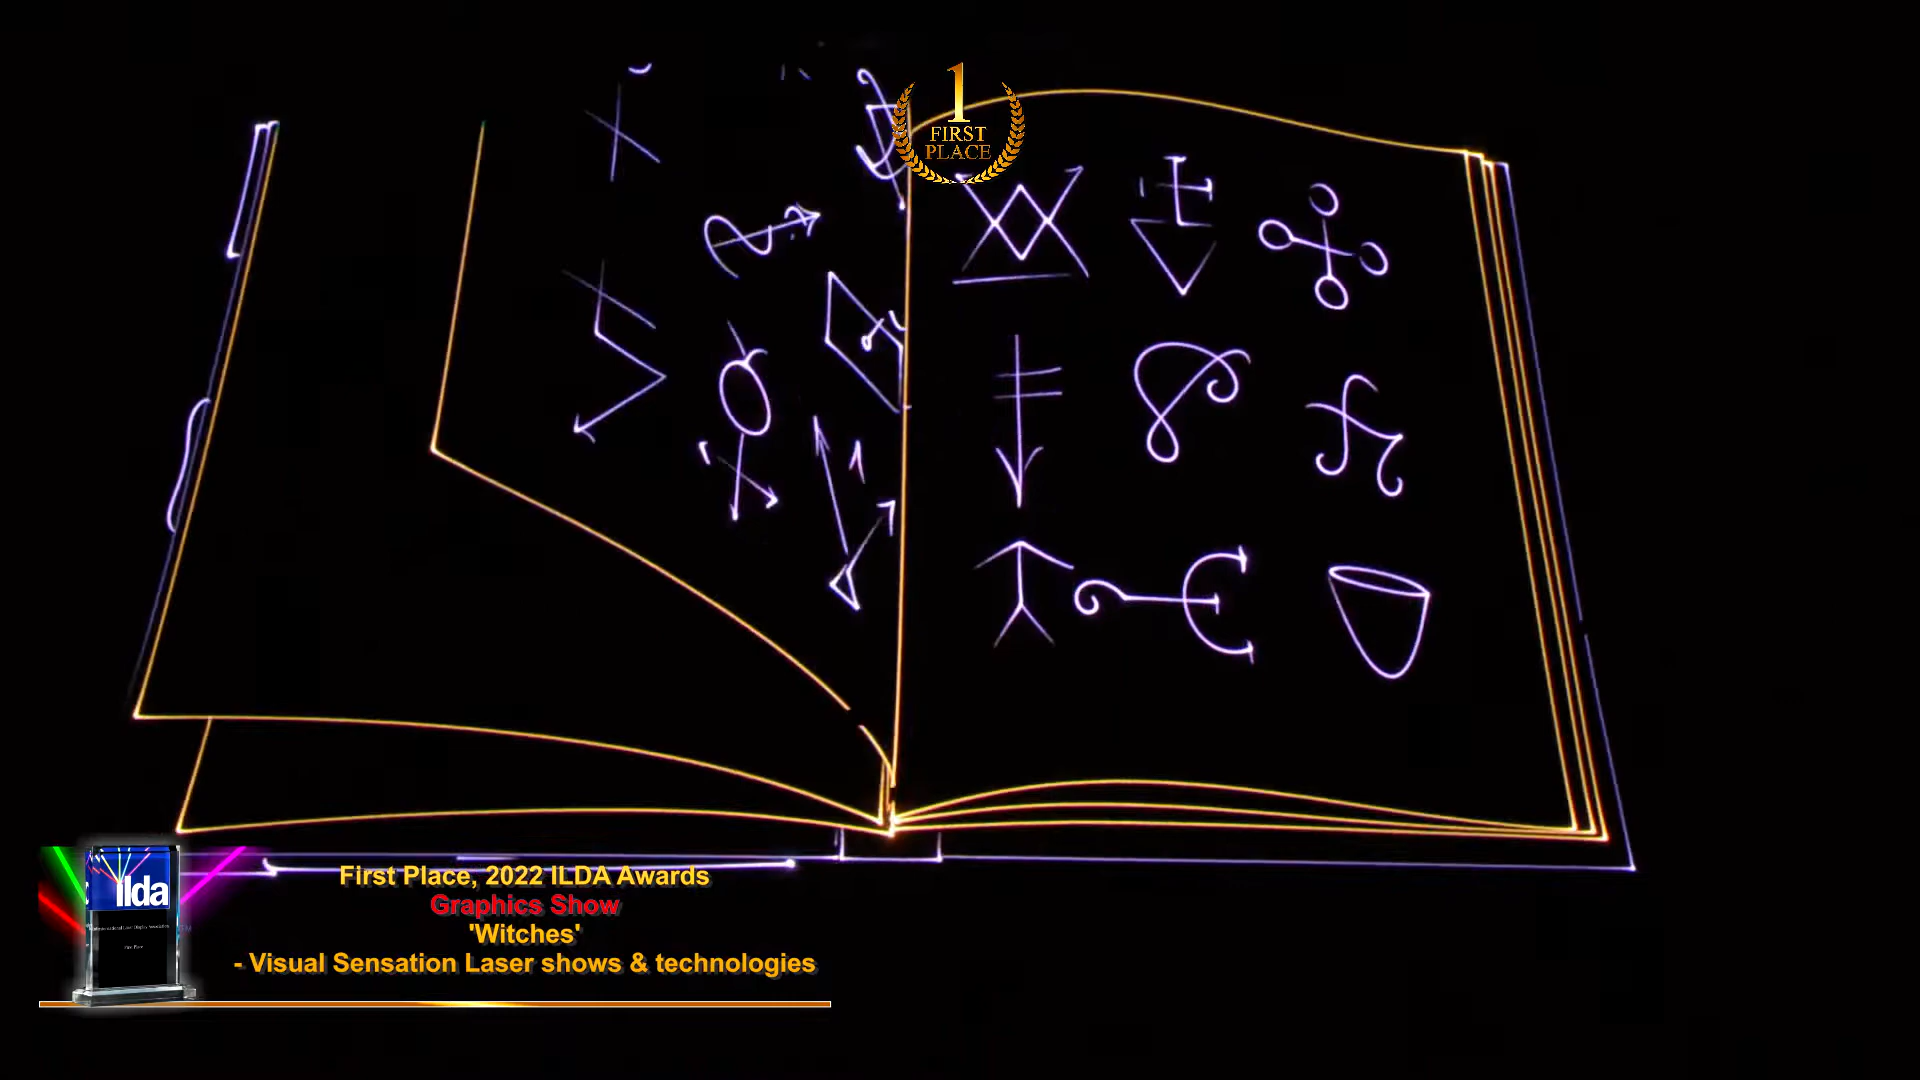 1
FIRST
PLACE
ilda
First Place, 2022 ILDA Awards
Graphics Show
'Witches'
- Visual Sensation Laser shows & technologies